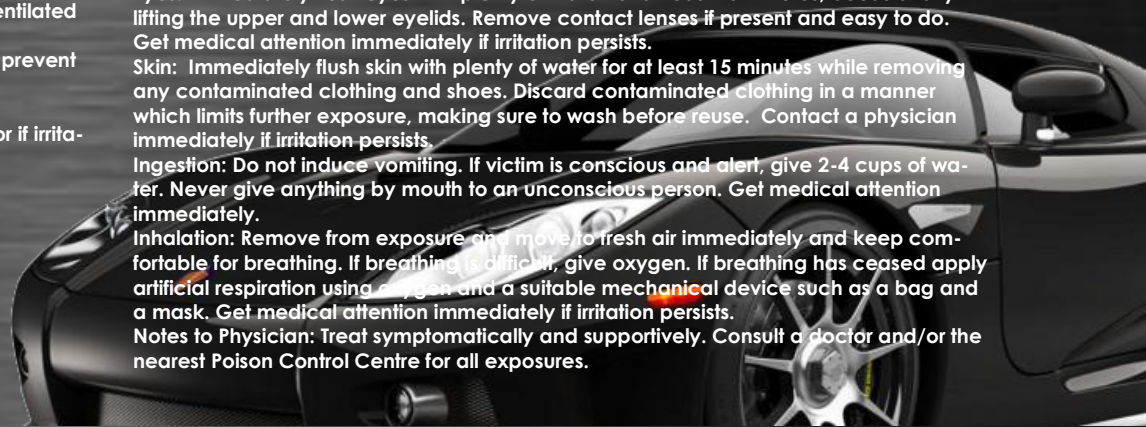 entilated
prevent
or if irrita-
lifting the upper and lower eyelids. Remove contact lenses if present and easy to do.
Get medical attention immediately if irritation persists.
Skin:  Immediately flush skin with plenty of water for at least 15 minutes while removing
any contaminated clothing and shoes. Discard contaminated clothing in a manner
which limits further exposure, making sure to wash before reuse.  Contact a physician
immediately if irritation persists.
Ingestion: Do not induce vomiting. If victim is conscious and alert, give 2-4 cups of wa-
ter. Never give anything by mouth to an unconscious person. Get medical attention
immediately.
Inhalation: Remove from exposure and move to fresh air immediately and keep com-
fortable for breathing. If breathing is difficult, give oxygen. If breathing has ceased apply
artificial respiration using oxygen and a suitable mechanical device such as a bag and
a mask. Get medical attention immediately if irritation persists.
Notes to Physician: Treat symptomatically and supportively. Consult a doctor and/or the
nearest Poison Control Centre for all exposures.